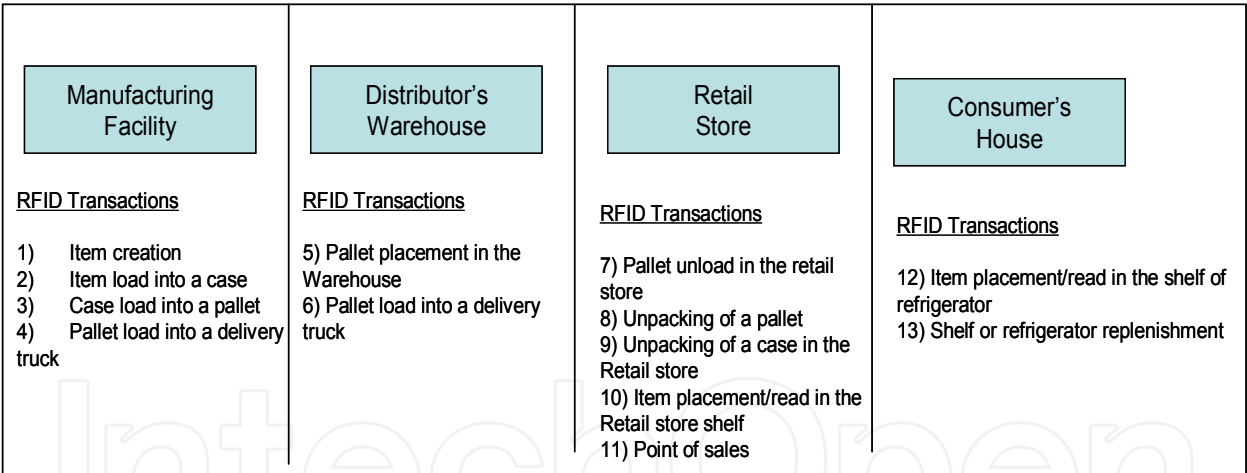 Manufacturing
Facility
RFID Transactions
1) Item creation
2) Item load into a case
3) Case load into a pallet
4) Pallet load into a delivery
truck
Distributor's
Warehouse
RFID Transactions
5) Pallet placement in the
Warehouse
6) Pallet load into a delivery
truck
Retail
Store
RFID Transactions
7) Pallet unload in the retail
store
8) Unpacking of a pallet
9) Unpacking of a case in the
Retail store
10) Item placement/read in the
Retail store shelf
11) Point of sales
Consumer's
House
RFID Transactions
12) Item placement/read in the shelf of
refrigerator
13) Shelf or refrigerator replenishment
IntechOpen